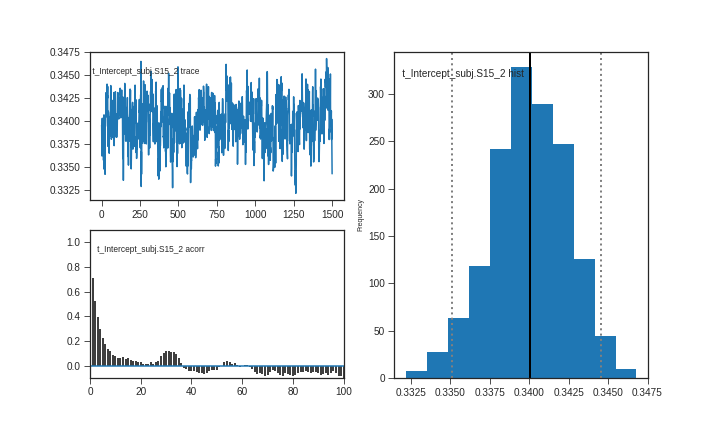 0.3475
0.3450
0.3425
0.3400
0.3375
0.3350
0.3325
t_Intercept_subj.S15_2 trace
0 250 500 750 1000 1250 1500
1.0
0.8
0.6
0.4
0.2
0.0
t_Intercept_subj.S15_2 acorr
0 20 40 60 80 100
Frequency
300
250
200
150
100
50
0
t_Intercept_subj.S15_2 hist
0.3325 0.3350 0.3375 0.3400 0.3425 0.3450 0.3475